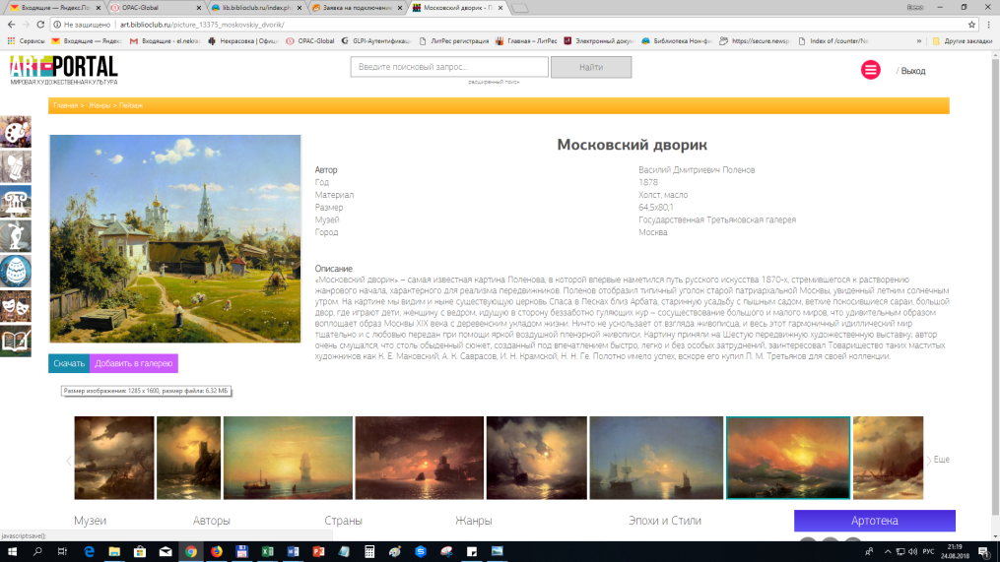 Входящие — Яндекс.По
OPAC-Global
lib.biblioclub.ru/index.ph
Заявка на подключение
Московский дворик - П
Не защищено
art.biblioclub.ru/picture_13375_moskovskiy_dvorik/
Сервисы
Входящие — Яндекс
Входящие - el.nekra
Некрасовка | Офиц
OPAC-Global
GLPI-Аутентификац
ЛитРес регистрация
Главная – ЛитРес
Электронный докум
Библиотека Нон-фи
https://secure.newsp
Index of /counter/Ne
»
Другие закладки
ART-PORTAL
МИРОВАЯ ХУДОЖЕСТВЕННАЯ КУЛЬТУРА
Введите поисковый запрос...
Найти
расширенный поиск
/ Выход
Главная > Жанры > Пейзаж
Московский дворик
Автор Василий Дмитриевич Поленов
Год 1878
Материал Холст, масло
Размер 64,5x80,1
Музей Государственная Третьяковская галерея
Город Москва
Описание
«Московский дворик» – самая известная картина Поленова, в которой впервые наметился путь русского искусства 1870-х, стремившегося к растворению
жанрового начала, характерного для реализма передвижников. Поленов отобразил типичный уголок старой патриархальной Москвы, увиденный летним солнечным
утром. На картине мы видим и ныне существующую церковь Спаса в Песках близ Арбата, старинную усадьбу с пышным садом, ветхие покосившиеся сараи, большой
двор, где играют дети, женщину с ведром, идущую в сторону беззаботно гуляющих кур – сосуществование большого и малого миров, что удивительным образом
воплощает образ Москвы XIX века с деревенским укладом жизни. Ничто не ускользает от взгляда живописца, и весь этот гармоничный идиллический мир
тщательно и с любовью передан при помощи яркой воздушной пленэрной живописи. Картину приняли на Шестую передвижную художественную выставку, автор
очень смущался, что столь обыденный сюжет, созданный под впечатлением быстро, легко и без особых затруднений, заинтересовал Товарищество таких маститых
художников как К. Е. Маковский, А. К. Саврасов, И. Н. Крамской, Н. Н. Ге. Полотно имело успех, вскоре его купил П. М. Третьяков для своей коллекции.
Скачать
Добавить в галерею
Размер изображения: 1285 x 1600, размер файла: 6.32 МБ
Еще
Музеи
Авторы
Страны
Жанры
Эпохи и Стили
Артотека
javascript:save();
РУС
21:19
24.08.2018